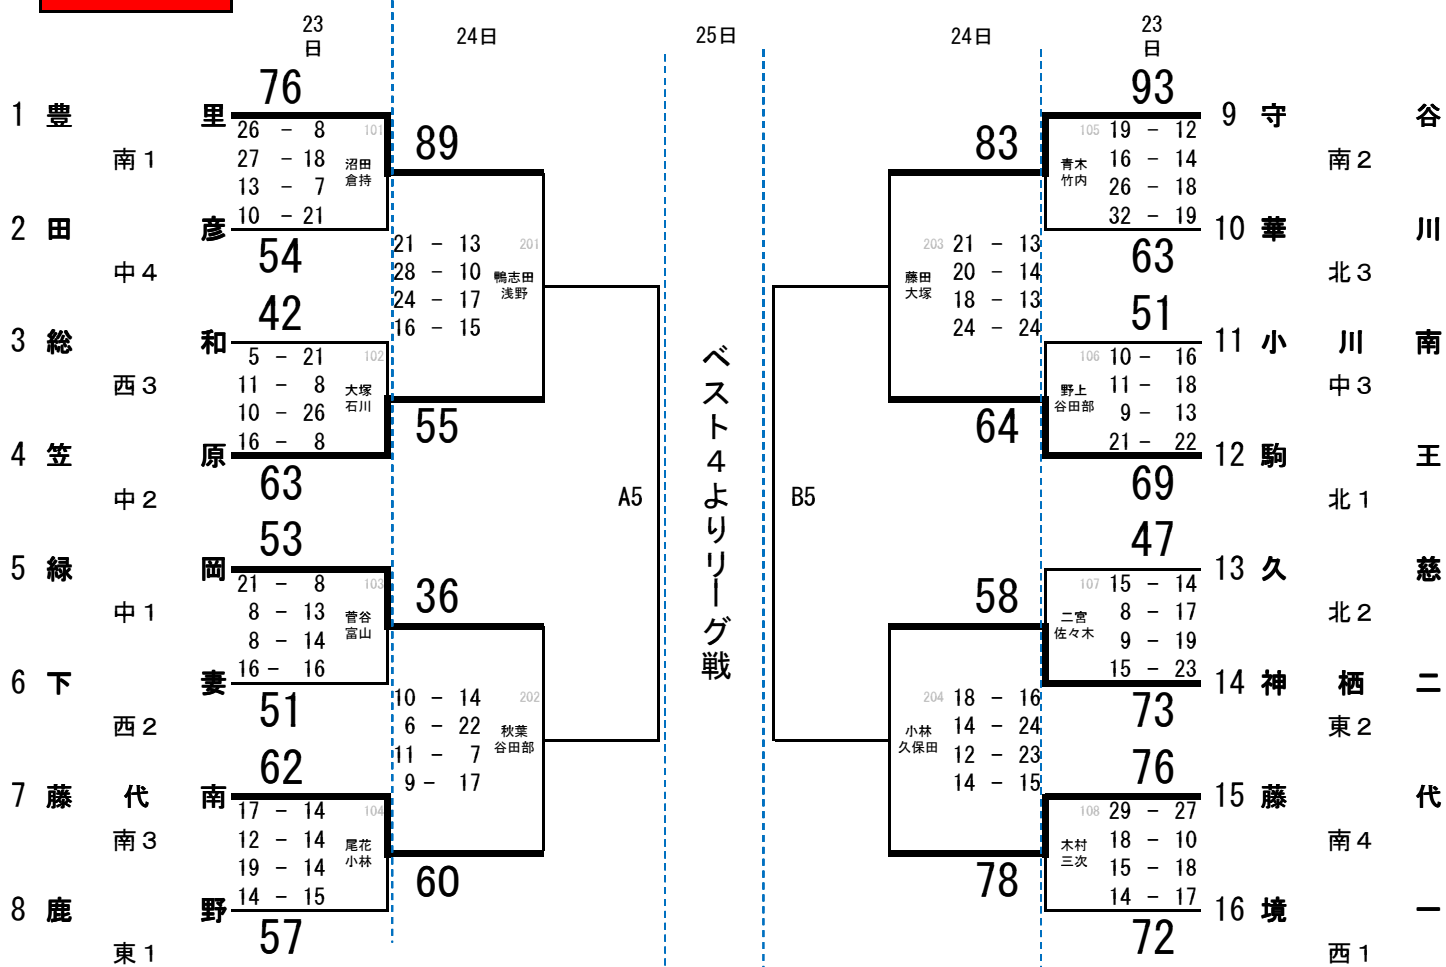 23
日
24日
25日
24日
23
日
76
1 豊 里
26 - 8 101
27 - 18 沼田
13 - 7 倉持
10 - 21
南１
2 田 彦
54
中４
42
3 総 和
5 - 21 102
11 - 8 大塚
10 - 26 石川
16 - 8
西３
4 笠 原
63
中２
53
5 緑 岡
21 - 8 103
8 - 13 菅谷
8 - 14 富山
16 - 16
中１
6 下 妻
51
西２
62
7 藤 代 南
17 - 14 104
12 - 14 尾花
19 - 14 小林
14 - 15
南３
8 鹿 野
57
東１
89
21 - 13 201
28 - 10 鴨志田
24 - 17 浅野
16 - 15
55
36
10 - 14 202
6 - 22 秋葉
11 - 7 谷田部
9 - 17
60
A5
ベスト４よりリーグ戦
B5
83
203 21 - 13
藤田 20 - 14
大塚 18 - 13
24 - 24
64
58
204 18 - 16
小林 14 - 24
久保田 12 - 23
14 - 15
78
93
9 守 谷
105 19 - 12
青木 16 - 14
竹内 26 - 18
32 - 19
南２
10 華 川
63
北３
51
11 小 川 南
106 10 - 16
野上 11 - 18
谷田部 9 - 13
21 - 22
中３
12 駒 王
69
北１
47
13 久 慈
107 15 - 14
二宮 8 - 17
佐々木 9 - 19
15 - 23
北２
14 神 栖 二
73
東２
76
15 藤 代
108 29 - 27
木村 18 - 10
三次 15 - 18
14 - 17
南４
16 境 一
72
西１